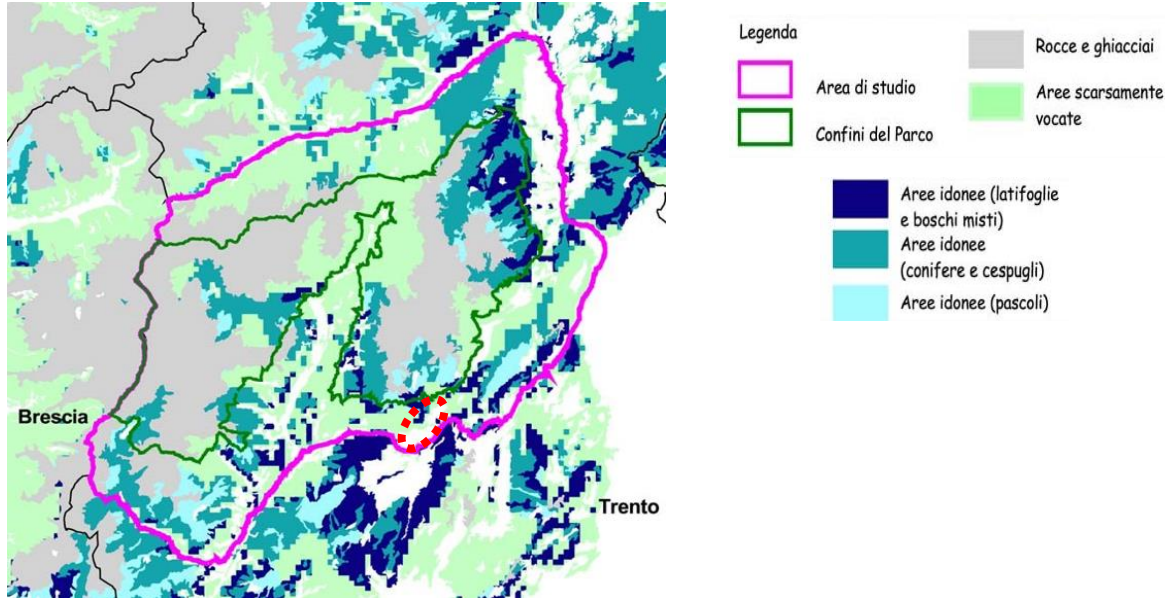 Legenda
Area di studio
Confini del Parco
Rocce e ghiacciai
Aree scarsamente
vocate
Aree idonee (latifoglie
e boschi misti)
Aree idonee
(conifere e cespugli)
Aree idonee (pascoli)
Brescia
Trento